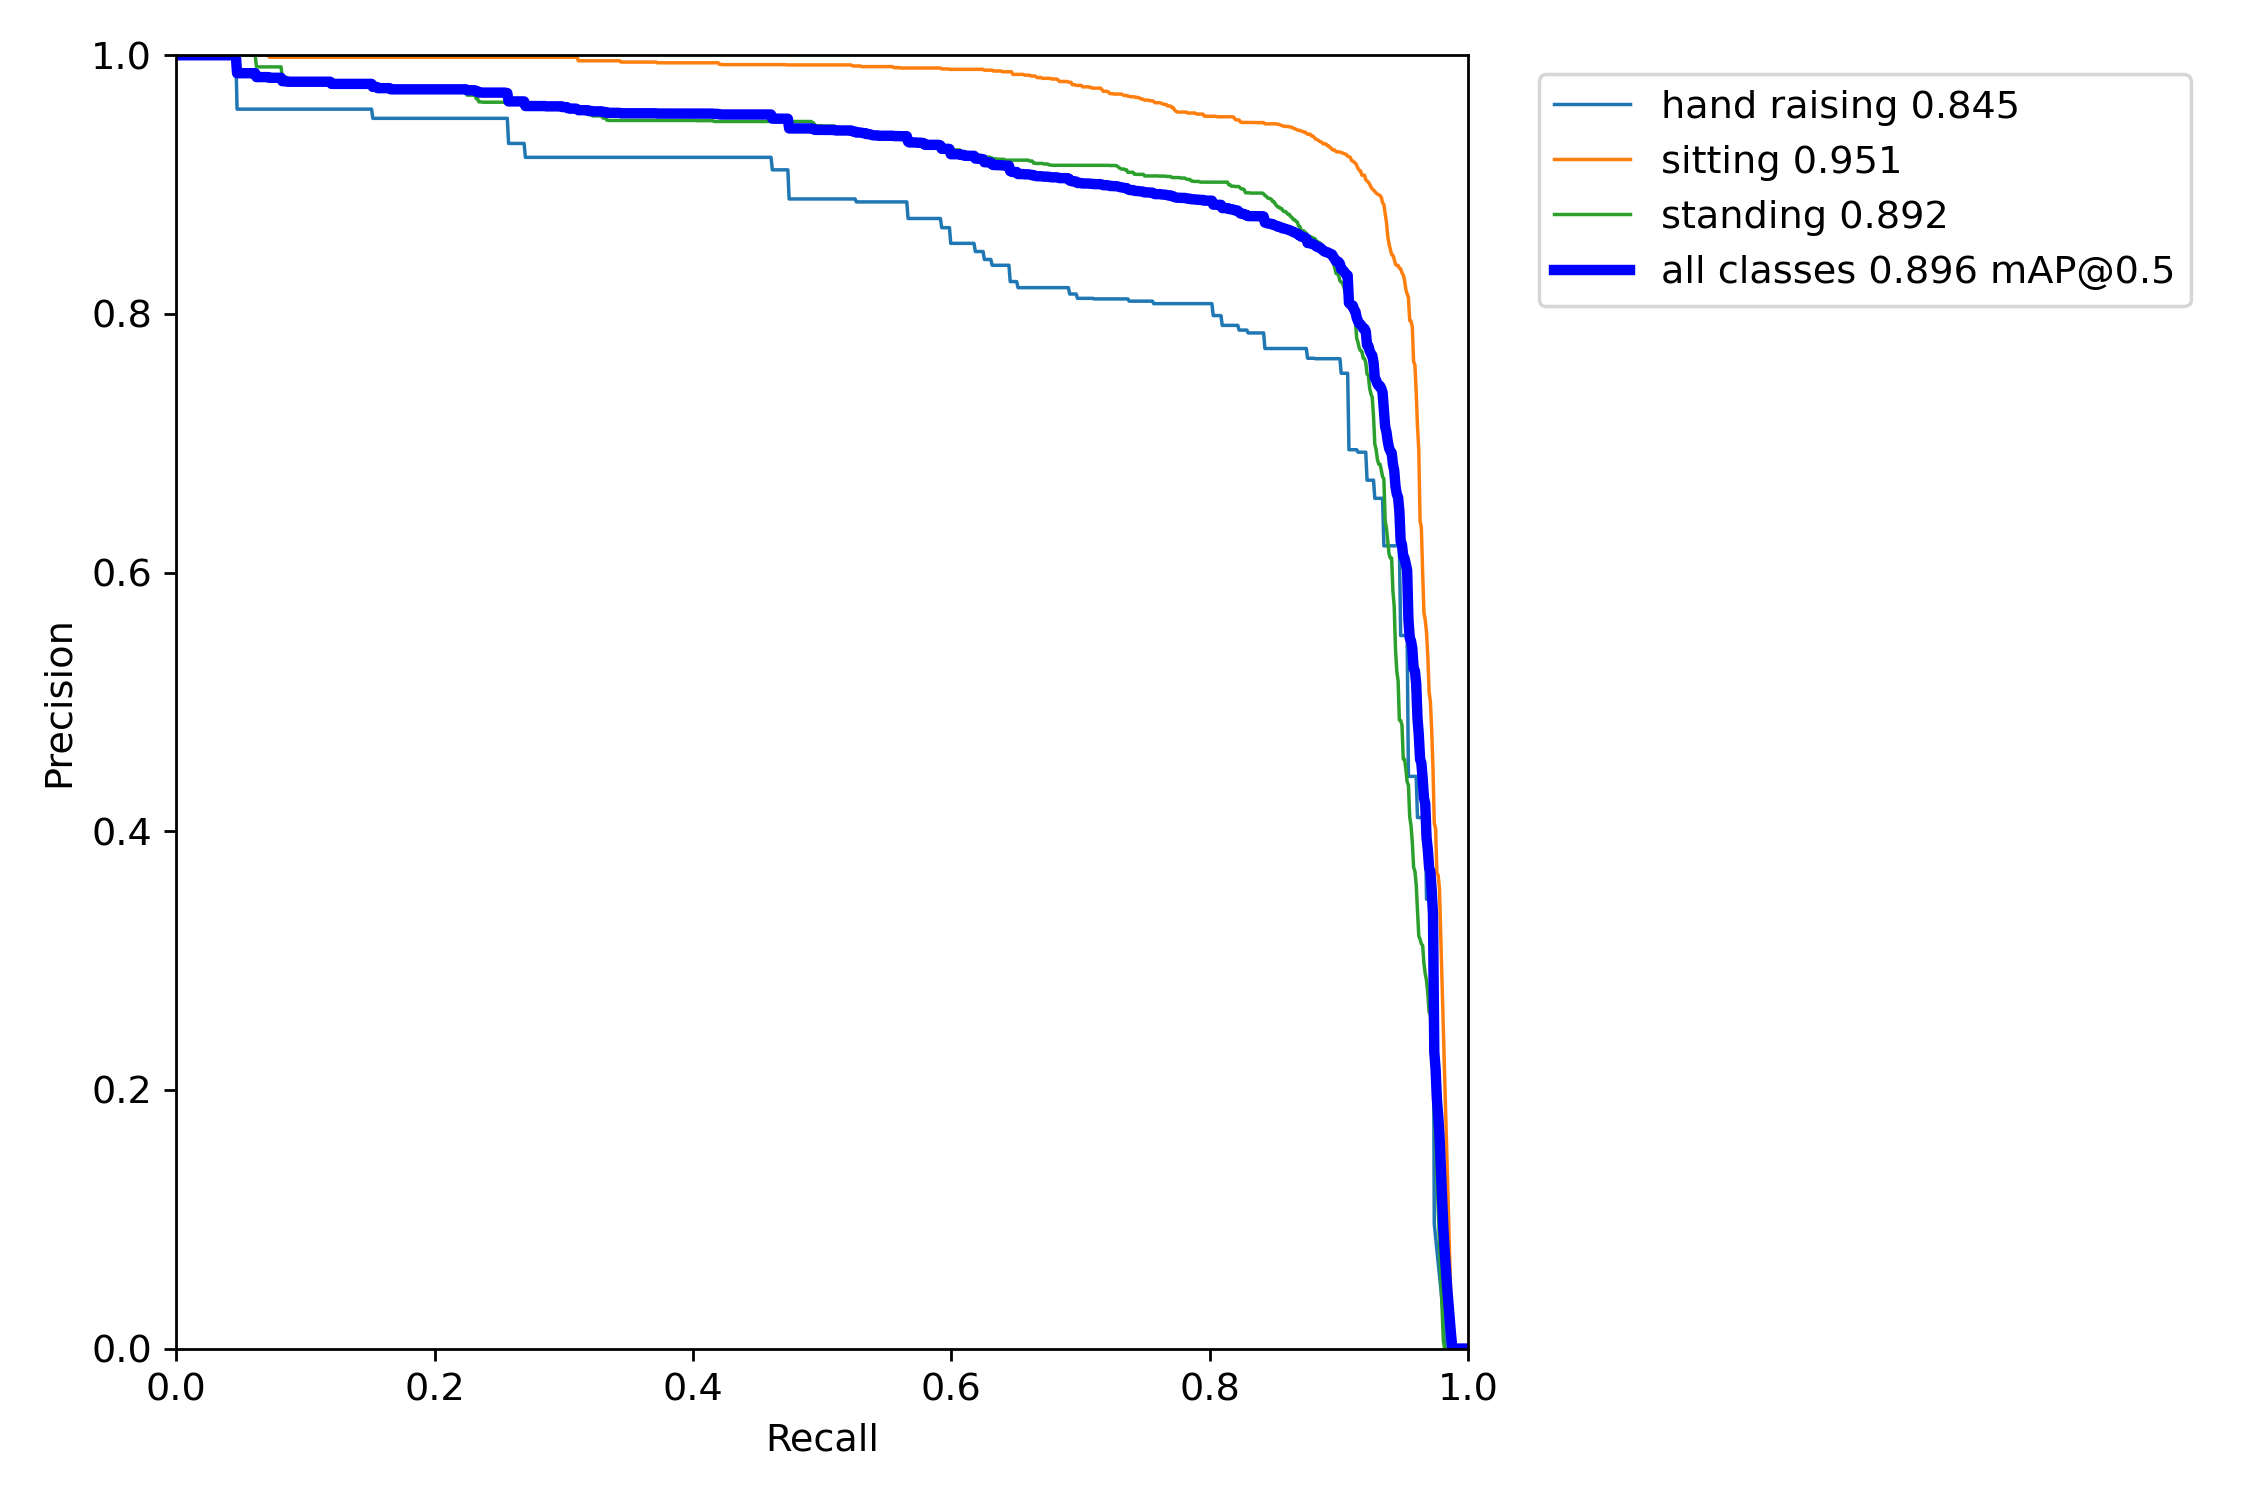 1.0
0.8
0.6
0.4
0.2
0.0
Precision
0.0 0.2 0.4 0.6 0.8 1.0
Recall
hand raising 0.845
sitting 0.951
standing 0.892
all classes 0.896 mAP@0.5